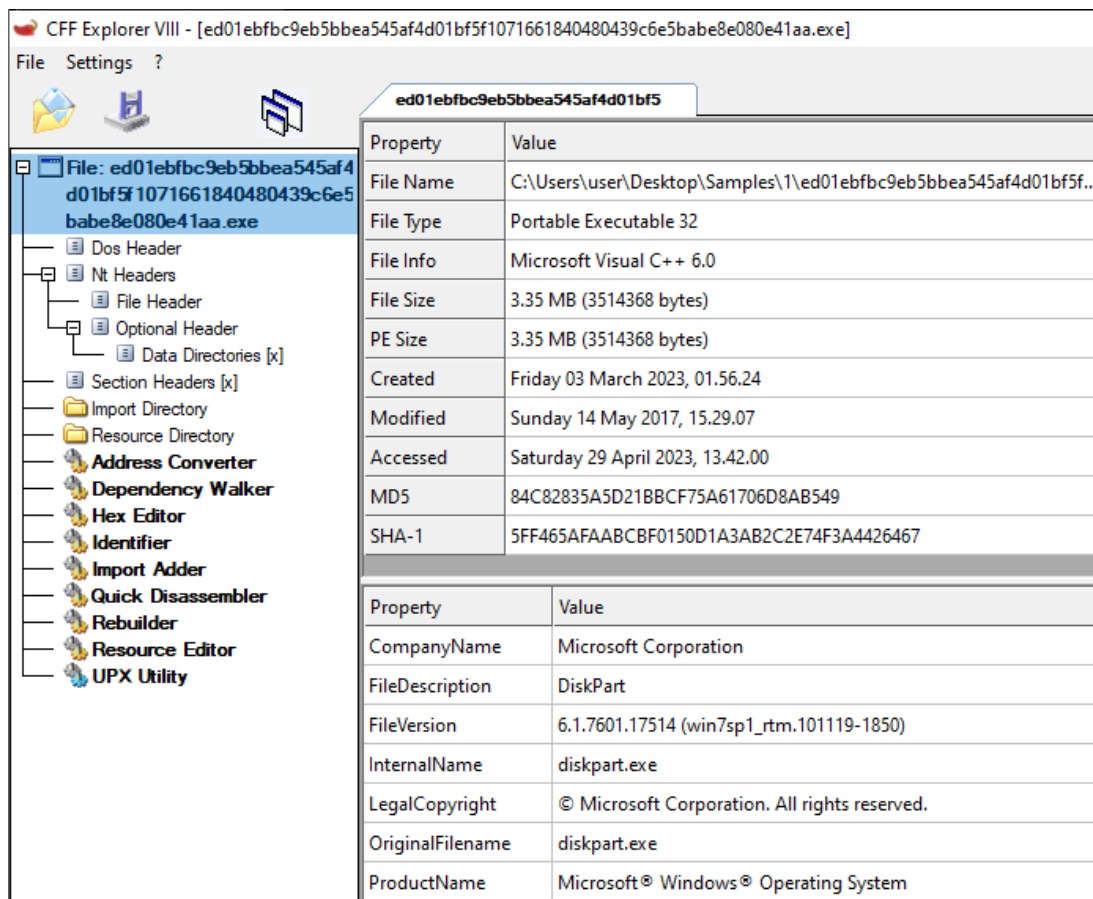 CFF Explorer VIII - [ed01ebfbc9eb5bbea545af4d01bf5f1071661840480439c6e5babe8e080e41aa.exe]
File Settings ?
ed01ebfbc9eb5bbea545af4d01bf5
File: ed01ebfbc9eb5bbea545af4
d01bf5f1071661840480439c6e5
babe8e080e41aa.exe
Dos Header
Nt Headers
File Header
Optional Header
Data Directories [x]
Section Headers [x]
Import Directory
Resource Directory
Address Converter
Dependency Walker
Hex Editor
Identifier
Import Adder
Quick Disassembler
Rebuilder
Resource Editor
UPX Utility
Property Value
File Name C:\Users\user\Desktop\Samples\1\ed01ebfbc9eb5bbea545af4d01bf5f...
File Type Portable Executable 32
File Info Microsoft Visual C++ 6.0
File Size 3.35 MB (3514368 bytes)
PE Size 3.35 MB (3514368 bytes)
Created Friday 03 March 2023, 01.56.24
Modified Sunday 14 May 2017, 15.29.07
Accessed Saturday 29 April 2023, 13.42.00
MD5 84C82835A5D21BBCF75A61706D8AB549
SHA-1 5FF465AFAABCBF0150D1A3AB2C2E74F3A4426467
Property Value
CompanyName Microsoft Corporation
FileDescription DiskPart
FileVersion 6.1.7601.17514 (win7sp1_rtm.101119-1850)
InternalName diskpart.exe
LegalCopyright © Microsoft Corporation. All rights reserved.
OriginalFilename diskpart.exe
ProductName Microsoft® Windows® Operating System